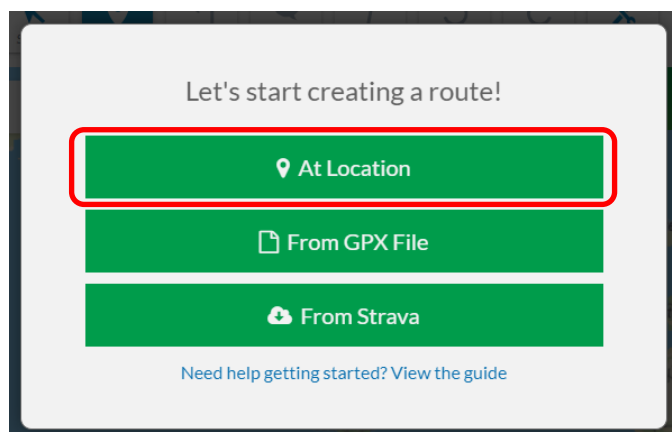 Let's start creating a route!
At Location
From GPX File
From Strava
Need help getting started? View the guide